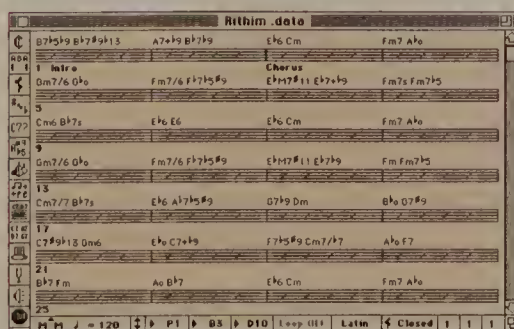 Rithim .data
B7♭5♭9 B♭7#9♭13 A7+♭9 B♭7♭9 E♭6 Cm Fm7 A♭o
1 Intro Chorus
Gm7/6 G♭o Fm7/6 F♭7♭5#9 E♭M7#11 E♭7+♭9 Fm7s Fm7♭5
5
Cm6 B♭7s E♭6 E6 E♭6 Cm Fm7 A♭o
9
Gm7/6 G♭o Fm7/6 F♭7♭5#9 E♭M7#11 E♭7♭9 Fm Fm7♭5
13
Cm7/7 B♭7s E♭6 A♭7♭5#9 G7♭9 Dm B♭o G7#9
17
C7#9♭13 Gm6 E♭o C7+♭9 F7♭5#9 Cm7/♭7 A♭o F7
21
B♭7 Fm Ao B♭7 E♭6 Cm Fm7 A♭o
25
= 120 P1 B3 D10 Loop Latin Closed 1 1 1